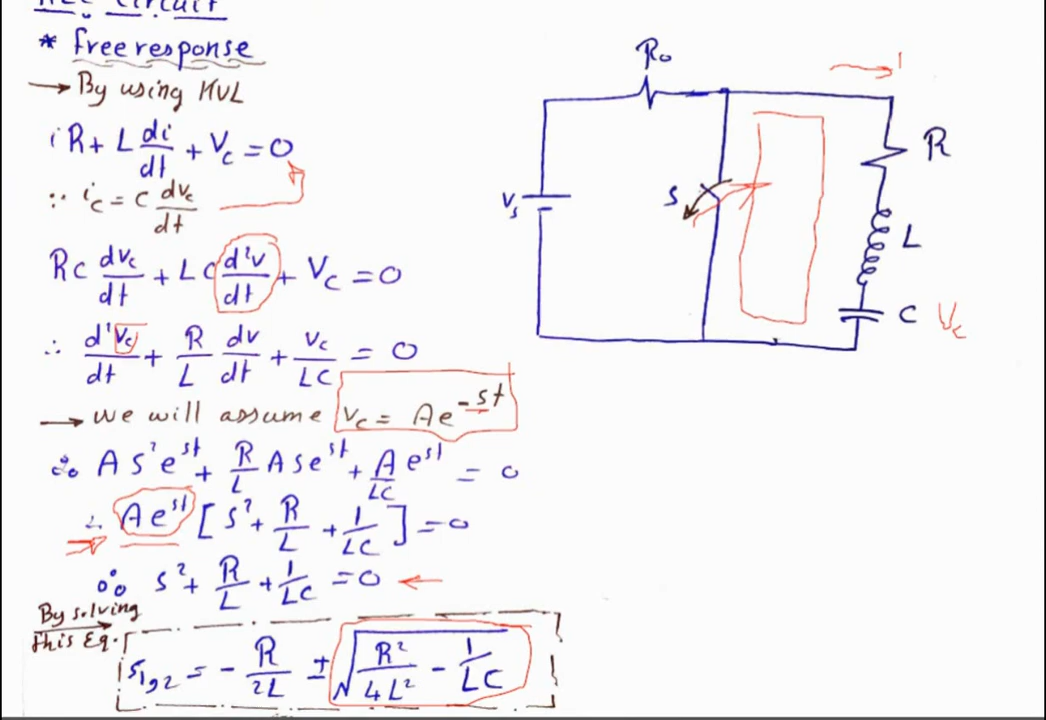 RLC circuit
* free response
→ By using KVL
iR + L di/dt + Vc = 0
∵ ic = c dvc/dt
Rc dvc/dt + LC d²v/dt + Vc = 0
∴ d²vc/dt + R/L dv/dt + vc/LC = 0
→ we will assume vc = Ae^-st
∴ A s²e^st + R/L A s e^st + A/LC e^st = 0
∴ Ae^st [ s² + R/L + 1/LC ] = 0
∴ s² + R/L + 1/LC = 0
By solving
this Eq.
s1,2 = - R/2L ± √(R²/4L² - 1/LC)
Ro
i
R
Vs
S
L
C Vc